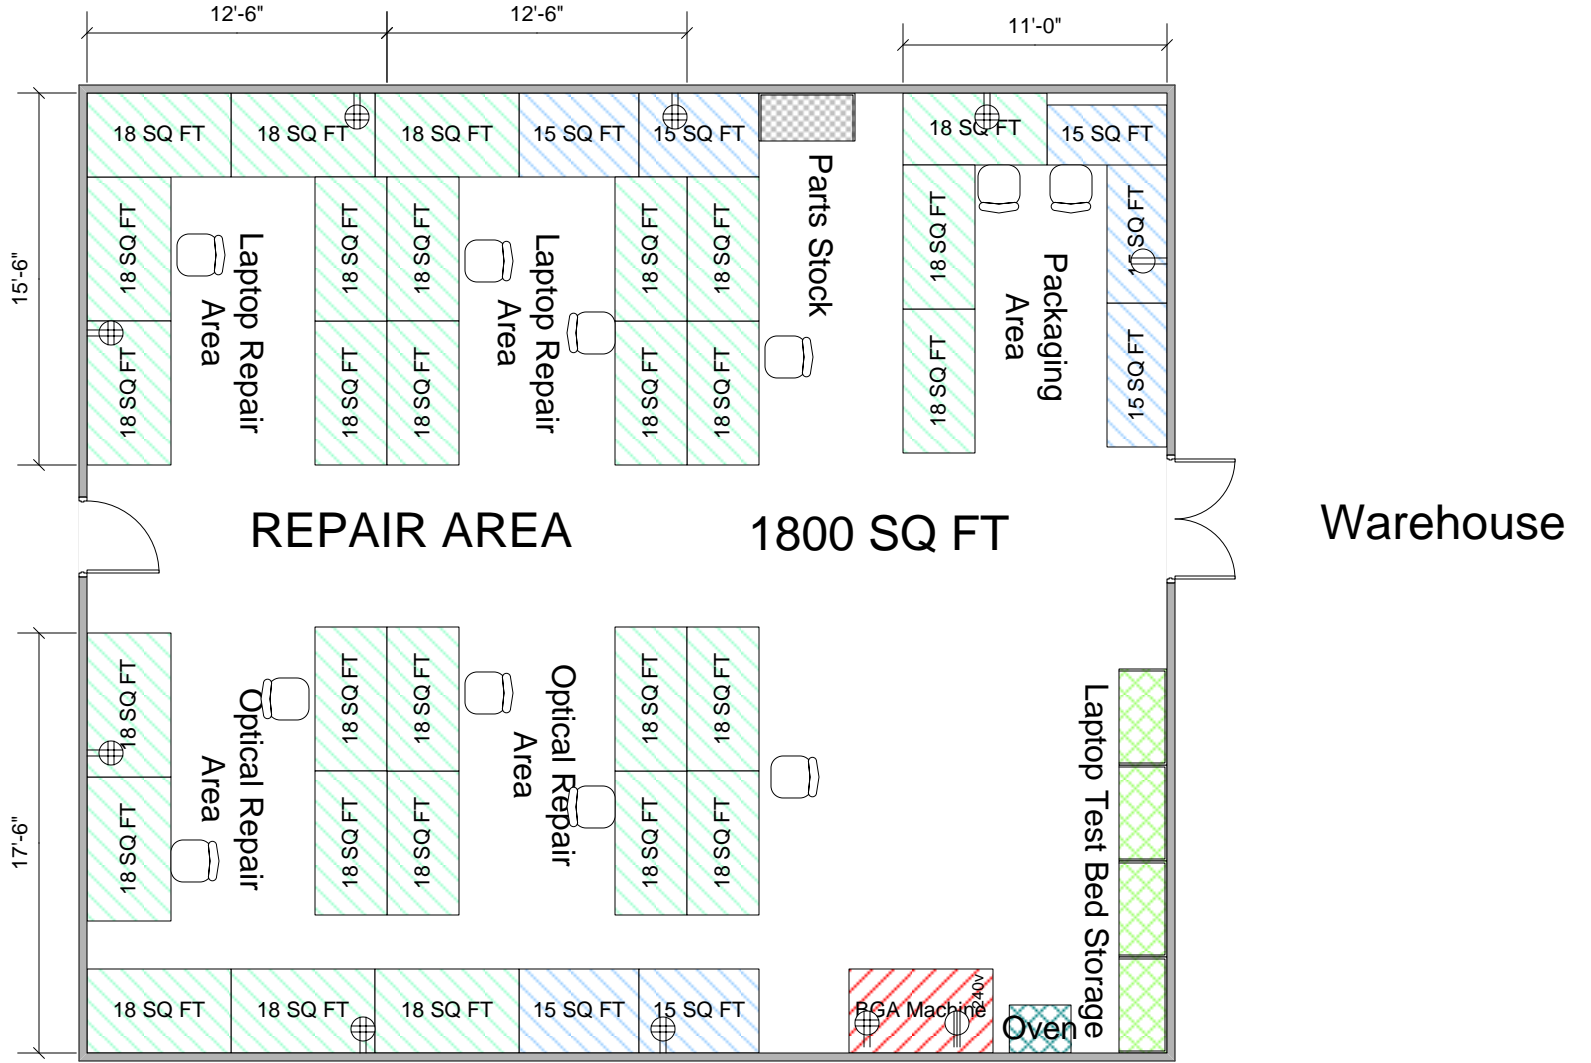 12'-6"
12'-6"
11'-0"
18 SQ FT
18 SQ FT
18 SQ FT
15 SQ FT
15 SQ FT
18 SQ FT
15 SQ FT
15'-6"
18 SQ FT
Laptop Repair
Area
18 SQ FT
18 SQ FT
Laptop Repair
Area
18 SQ FT
18 SQ FT
Parts Stock
18 SQ FT
Packaging
Area
18 SQ FT
18 SQ FT
18 SQ FT
18 SQ FT
18 SQ FT
18 SQ FT
15 SQ FT
REPAIR AREA
1800 SQ FT
Warehouse
17'-6"
18 SQ FT
Optical Repair
Area
18 SQ FT
18 SQ FT
Optical Repair
Area
18 SQ FT
18 SQ FT
Laptop Test Bed Storage
18 SQ FT
18 SQ FT
18 SQ FT
18 SQ FT
18 SQ FT
18 SQ FT
18 SQ FT
18 SQ FT
15 SQ FT
15 SQ FT
BGA Machine
240v
Oven